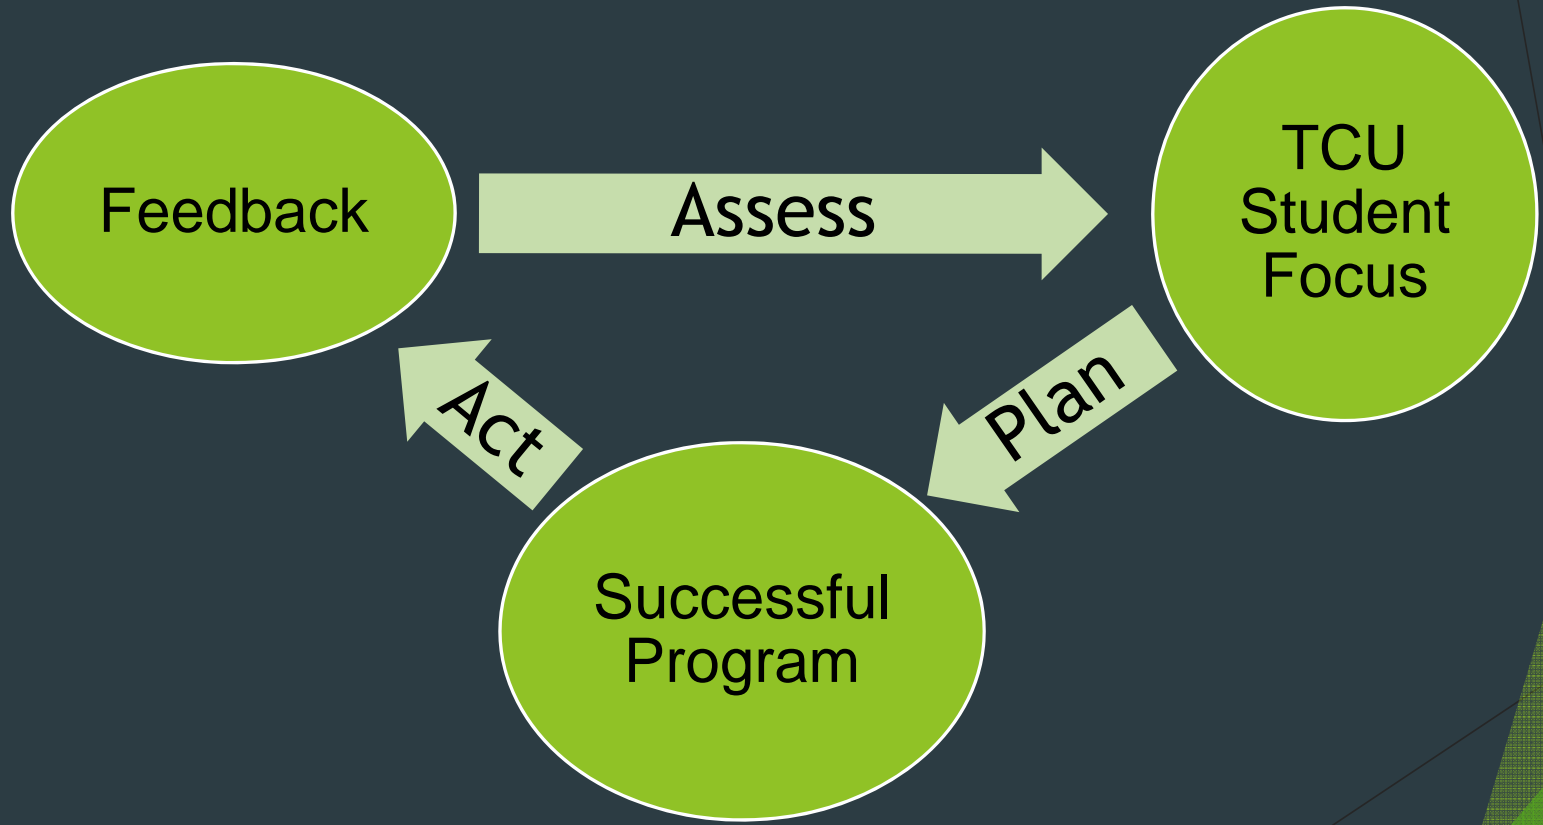 Feedback
Assess
TCU
Student
Focus
Plan
Act
Successful
Program